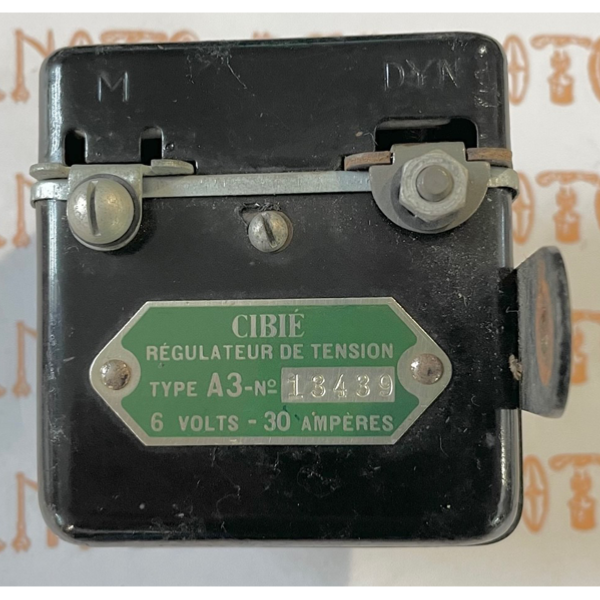 M
DYN
CIBIÉ
RÉGULATEUR DE TENSION
TYPE A3-Nº 13439
6 VOLTS - 30 AMPÈRES